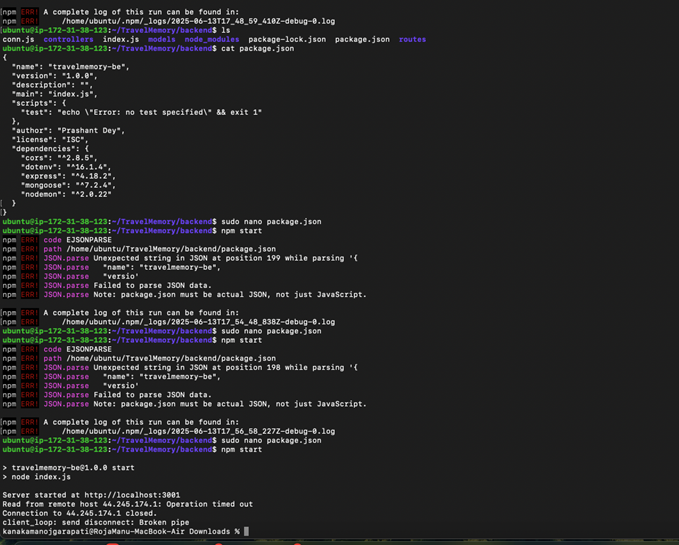 npm ERR! A complete log of this run can be found in:
npm ERR!     /home/ubuntu/.npm/_logs/2025-06-13T17_48_59_410Z-debug-0.log
ubuntu@ip-172-31-38-123:~/TravelMemory/backend$ ls
conn.js  controllers  index.js  models  node_modules  package-lock.json  package.json  routes
ubuntu@ip-172-31-38-123:~/TravelMemory/backend$ cat package.json
{
  "name": "travelmemory-be",
  "version": "1.0.0",
  "description": "",
  "main": "index.js",
  "scripts": {
    "test": "echo \"Error: no test specified\" && exit 1"
  },
  "author": "Prashant Dey",
  "license": "ISC",
  "dependencies": {
    "cors": "^2.8.5",
    "dotenv": "^16.1.4",
    "express": "^4.18.2",
    "mongoose": "^7.2.4",
    "nodemon": "^2.0.22"
  }
}
ubuntu@ip-172-31-38-123:~/TravelMemory/backend$ sudo nano package.json
ubuntu@ip-172-31-38-123:~/TravelMemory/backend$ npm start
npm ERR! code EJSONPARSE
npm ERR! path /home/ubuntu/TravelMemory/backend/package.json
npm ERR! JSON.parse Unexpected string in JSON at position 199 while parsing '{
npm ERR! JSON.parse   "name": "travelmemory-be",
npm ERR! JSON.parse   "versio'
npm ERR! JSON.parse Failed to parse JSON data.
npm ERR! JSON.parse Note: package.json must be actual JSON, not just JavaScript.
npm ERR! A complete log of this run can be found in:
npm ERR!     /home/ubuntu/.npm/_logs/2025-06-13T17_54_48_838Z-debug-0.log
ubuntu@ip-172-31-38-123:~/TravelMemory/backend$ sudo nano package.json
ubuntu@ip-172-31-38-123:~/TravelMemory/backend$ npm start
npm ERR! code EJSONPARSE
npm ERR! path /home/ubuntu/TravelMemory/backend/package.json
npm ERR! JSON.parse Unexpected string in JSON at position 198 while parsing '{
npm ERR! JSON.parse   "name": "travelmemory-be",
npm ERR! JSON.parse   "versio'
npm ERR! JSON.parse Failed to parse JSON data.
npm ERR! JSON.parse Note: package.json must be actual JSON, not just JavaScript.
npm ERR! A complete log of this run can be found in:
npm ERR!     /home/ubuntu/.npm/_logs/2025-06-13T17_56_58_227Z-debug-0.log
ubuntu@ip-172-31-38-123:~/TravelMemory/backend$ sudo nano package.json
ubuntu@ip-172-31-38-123:~/TravelMemory/backend$ npm start
> travelmemory-be@1.0.0 start
> node index.js
Server started at http://localhost:3001
Read from remote host 44.245.174.1: Operation timed out
Connection to 44.245.174.1 closed.
client_loop: send disconnect: Broken pipe
kanakamanojgarapati@RojaManu-MacBook-Air Downloads %